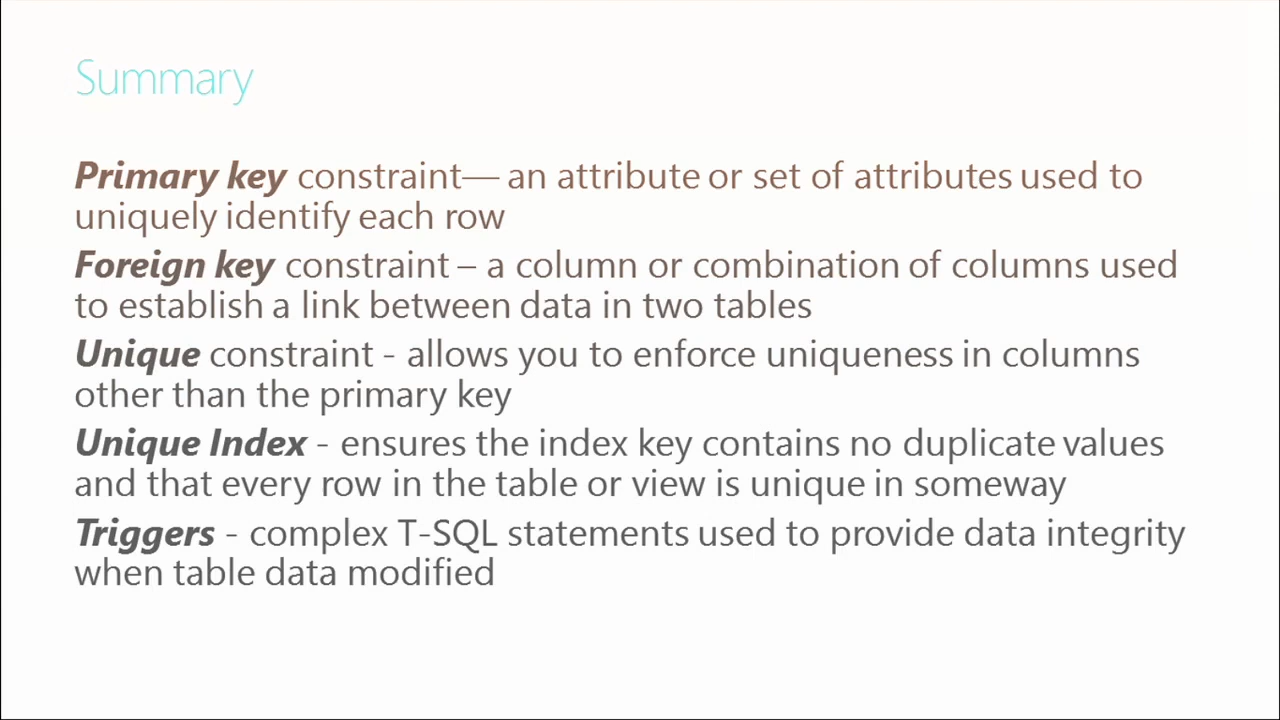 Summary
Primary key constraint— an attribute or set of attributes used to
uniquely identify each row
Foreign key constraint – a column or combination of columns used
to establish a link between data in two tables
Unique constraint - allows you to enforce uniqueness in columns
other than the primary key
Unique Index - ensures the index key contains no duplicate values
and that every row in the table or view is unique in someway
Triggers - complex T-SQL statements used to provide data integrity
when table data modified